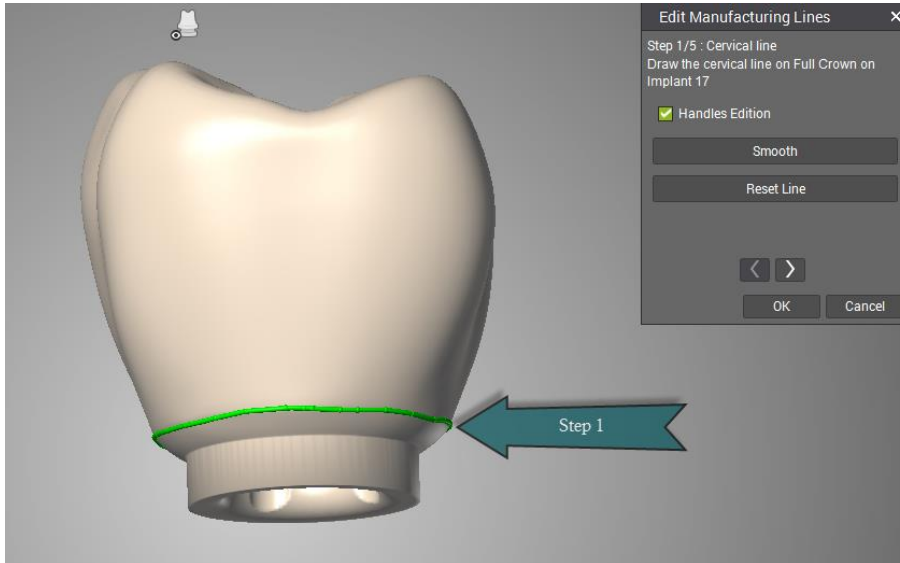 Edit Manufacturing Lines
Step 1/5 : Cervical line
Draw the cervical line on Full Crown on
Implant 17
Handles Edition
Smooth
Reset Line
OK Cancel
Step 1